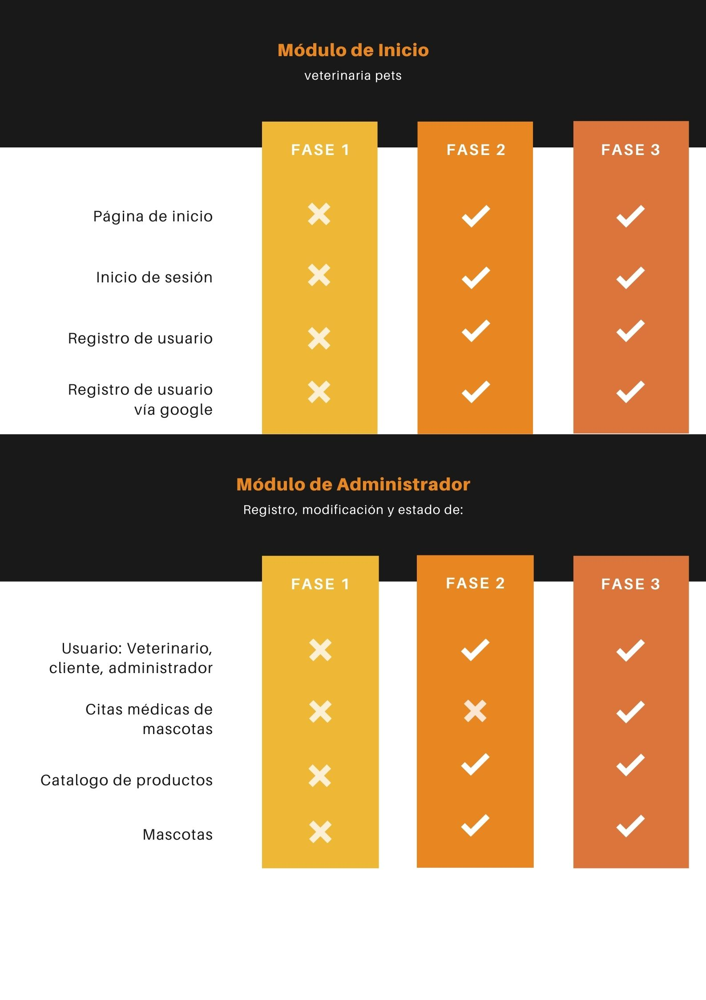 Módulo de Inicio
veterinaria pets
FASE 1
FASE 2
FASE 3
Página de inicio
Inicio de sesión
Registro de usuario
Registro de usuario
vía google
Módulo de Administrador
Registro, modificación y estado de:
FASE 1
FASE 2
FASE 3
Usuario: Veterinario,
cliente, administrador
Citas médicas de
mascotas
Catalogo de productos
Mascotas